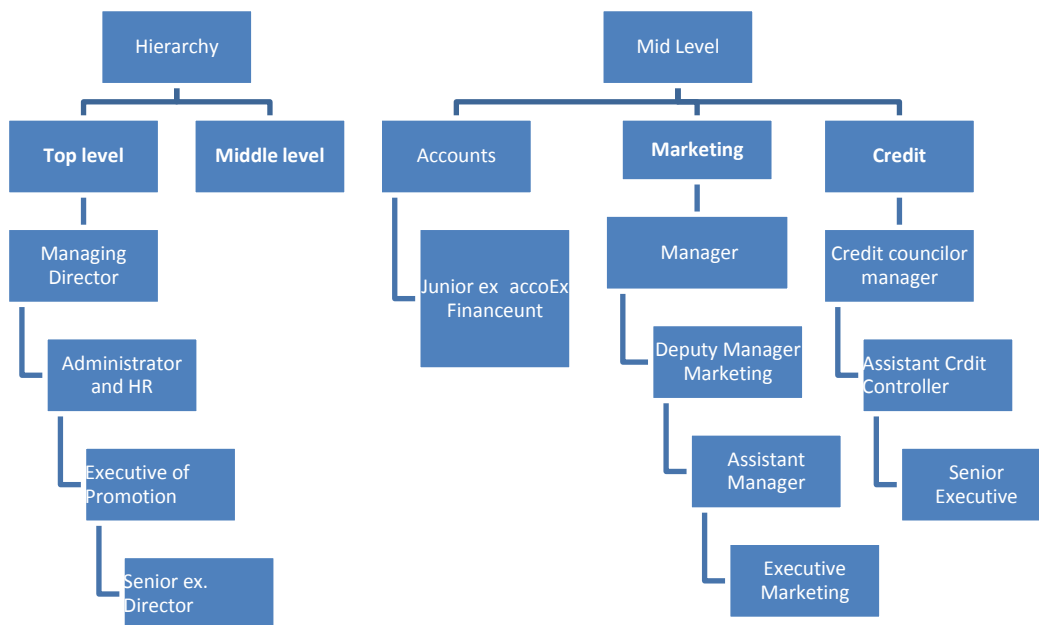 Hierarchy
Top level
Middle level
Managing
Director
Administrator
and HR
Executive of
Promotion
Senior ex.
Director
Mid Level
Accounts
Junior ex  accoEx
Financeunt
Marketing
Manager
Deputy Manager
Marketing
Assistant
Manager
Executive
Marketing
Credit
Credit councilor
manager
Assistant Crdit
Controller
Senior
Executive